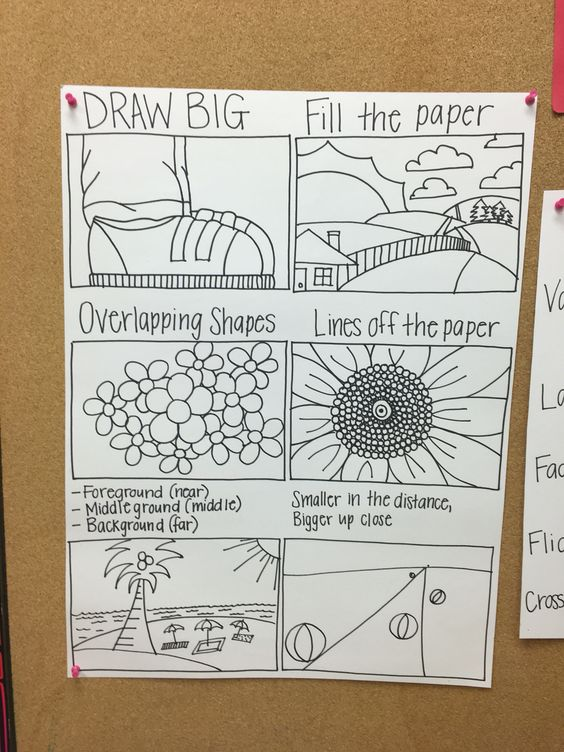 DRAW BIG
Fill the paper
Overlapping Shapes
Lines off the paper
- Foreground (near)
- Middleground (middle)
- Background (far)
Smaller in the distance,
Bigger up close